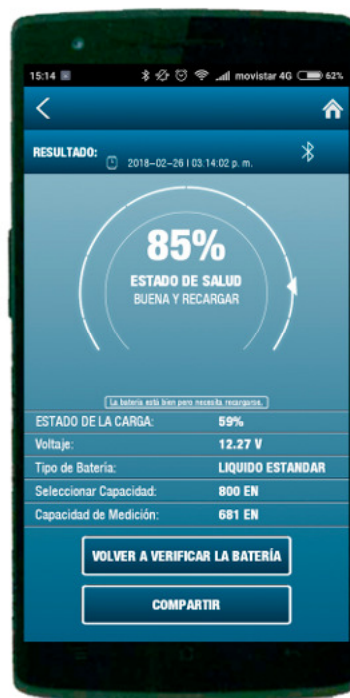 15:14 movistar 4G 62%
RESULTADO:
2018-02-26 | 03.14:02 p. m.
85%
ESTADO DE SALUD
BUENA Y RECARGAR
La batería está bien pero necesita recargarse.
ESTADO DE LA CARGA: 59%
Voltaje: 12.27 V
Tipo de Batería: LIQUIDO ESTANDAR
Seleccionar Capacidad: 800 EN
Capacidad de Medición: 681 EN
VOLVER A VERIFICAR LA BATERÍA
COMPARTIR